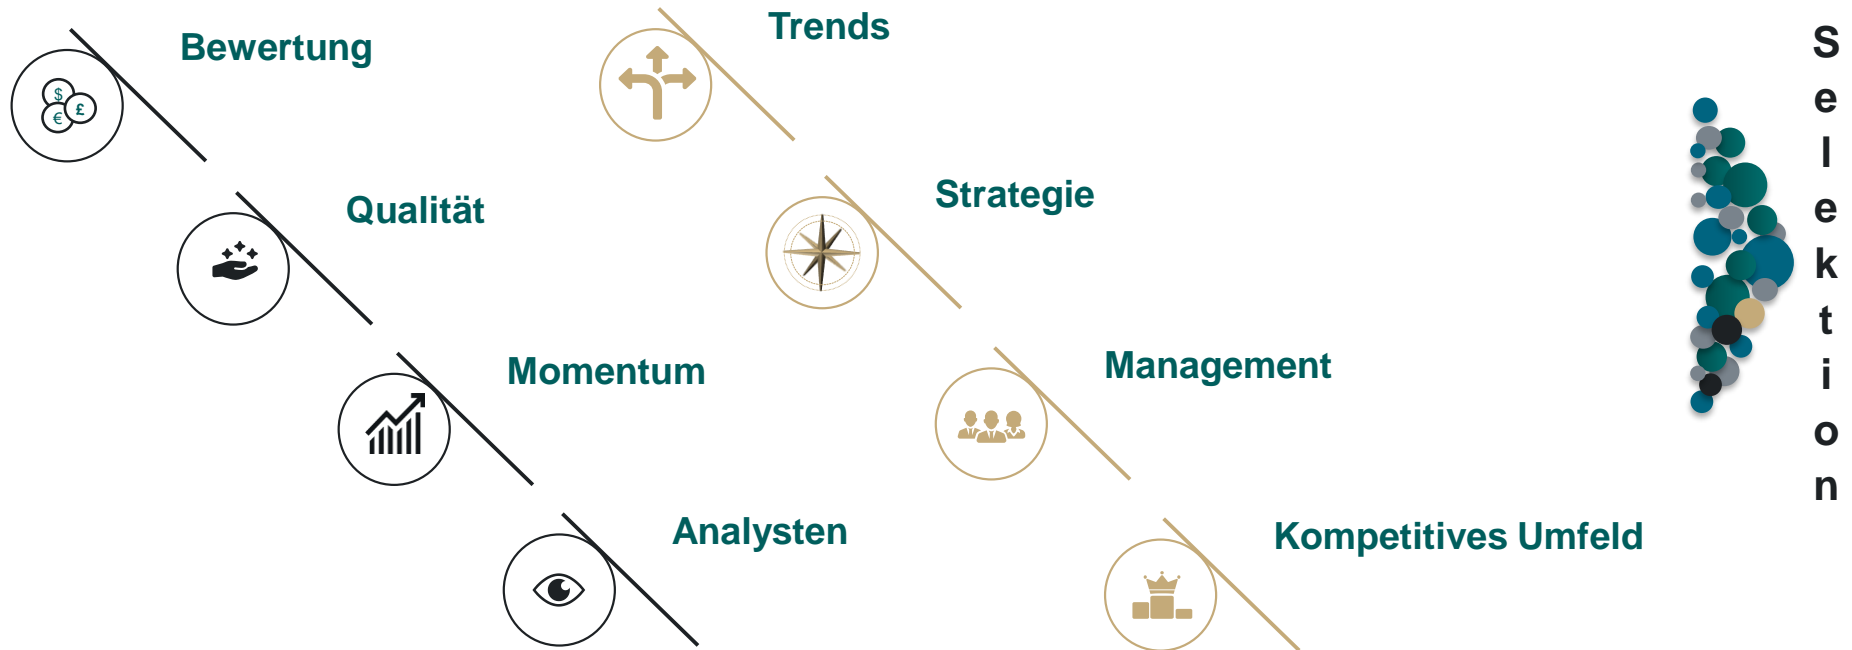 Bewertung
$
£
€
Qualität
Momentum
Analysten
Trends
Strategie
Management
Kompetitives Umfeld
Selektion